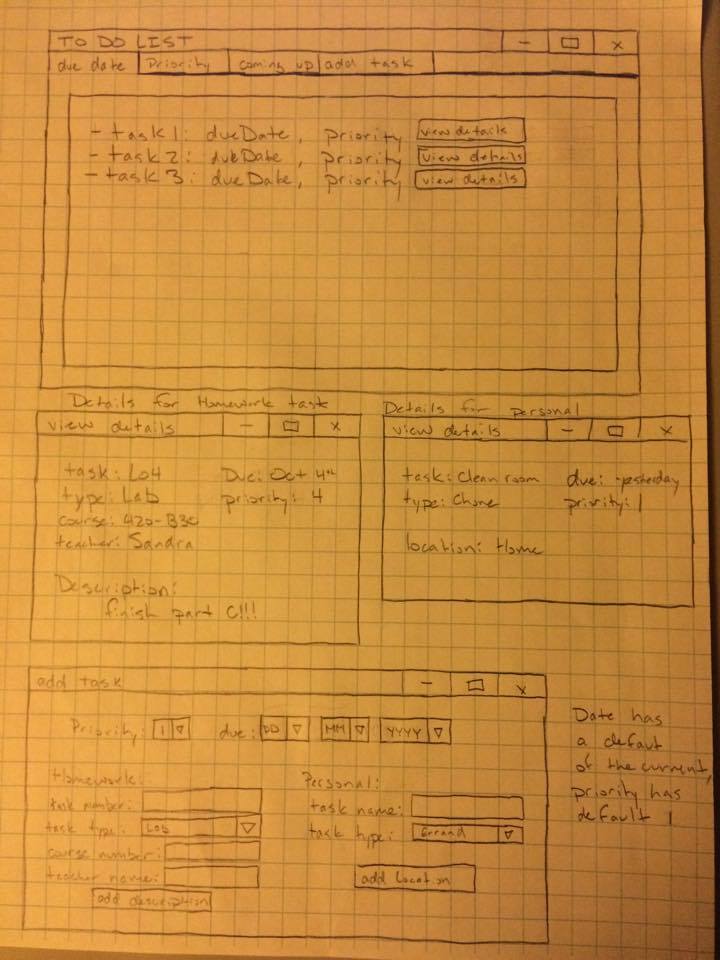 TO DO LIST - X
due date Priority coming up add task
- task 1: dueDate, priority view details
- task 2: dueDate, priority view details
- task 3: dueDate, priority view details
Details for Homework task
view details - X
task: L04 Due: Oct 4th
type: Lab priority: 4
course: 420-B30
teacher: Sandra
Description:
finish part C!!!
Details for personal
view details - X
task: Clean room due: yesterday
type: Chore priority: 1
location: Home
add task - X
Priority: 1 due: DD MM YYYY
Homework:
task number:
task type: Lab
course number:
teacher name:
add description
Personal:
task name:
task type: Errand
add location
Date has
a defaut
of the current,
priority has
default 1